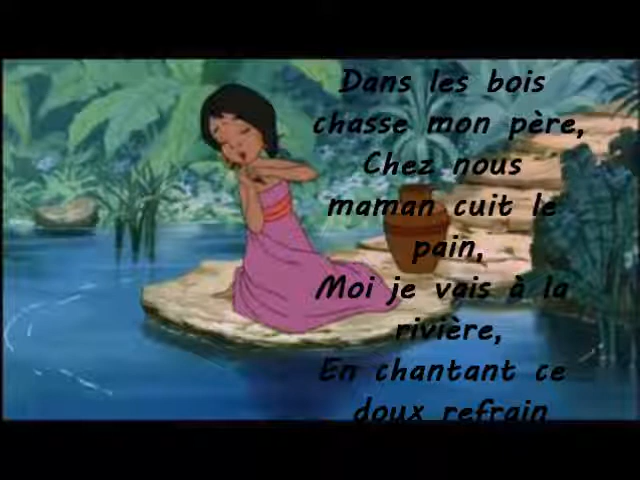 Dans les bois
chasse mon père,
Chez nous
maman cuit le
pain,
Moi je vais à la
rivière,
En chantant ce
doux refrain